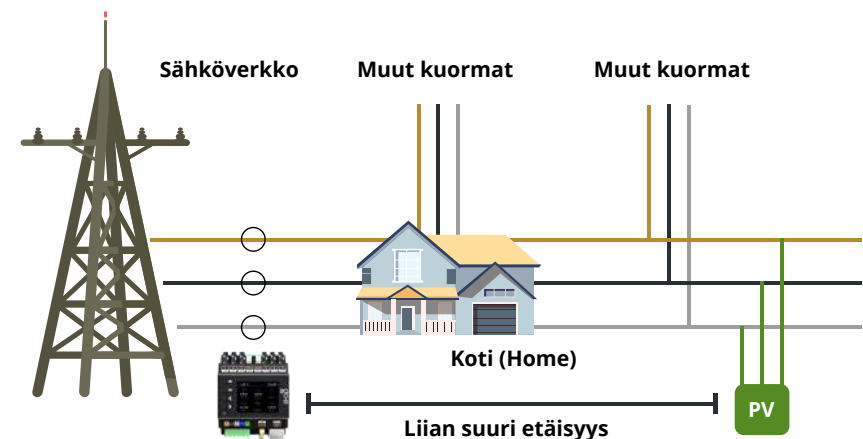 Sähköverkko
Muut kuormat
Muut kuormat
Koti (Home)
Liian suuri etäisyys
PV